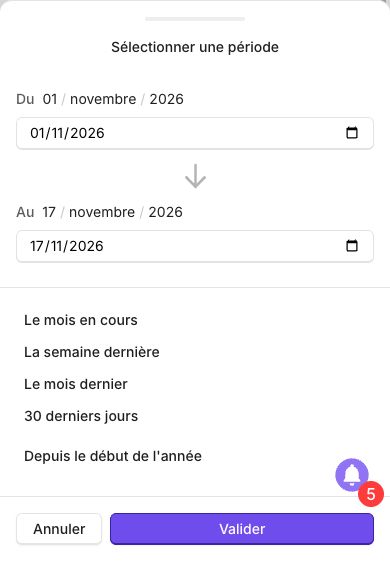 Sélectionner une période
Du 01 / novembre / 2026
01/11/2026
Au 17 / novembre / 2026
17/11/2026
Le mois en cours
La semaine dernière
Le mois dernier
30 derniers jours
Depuis le début de l'année
5
Annuler
Valider